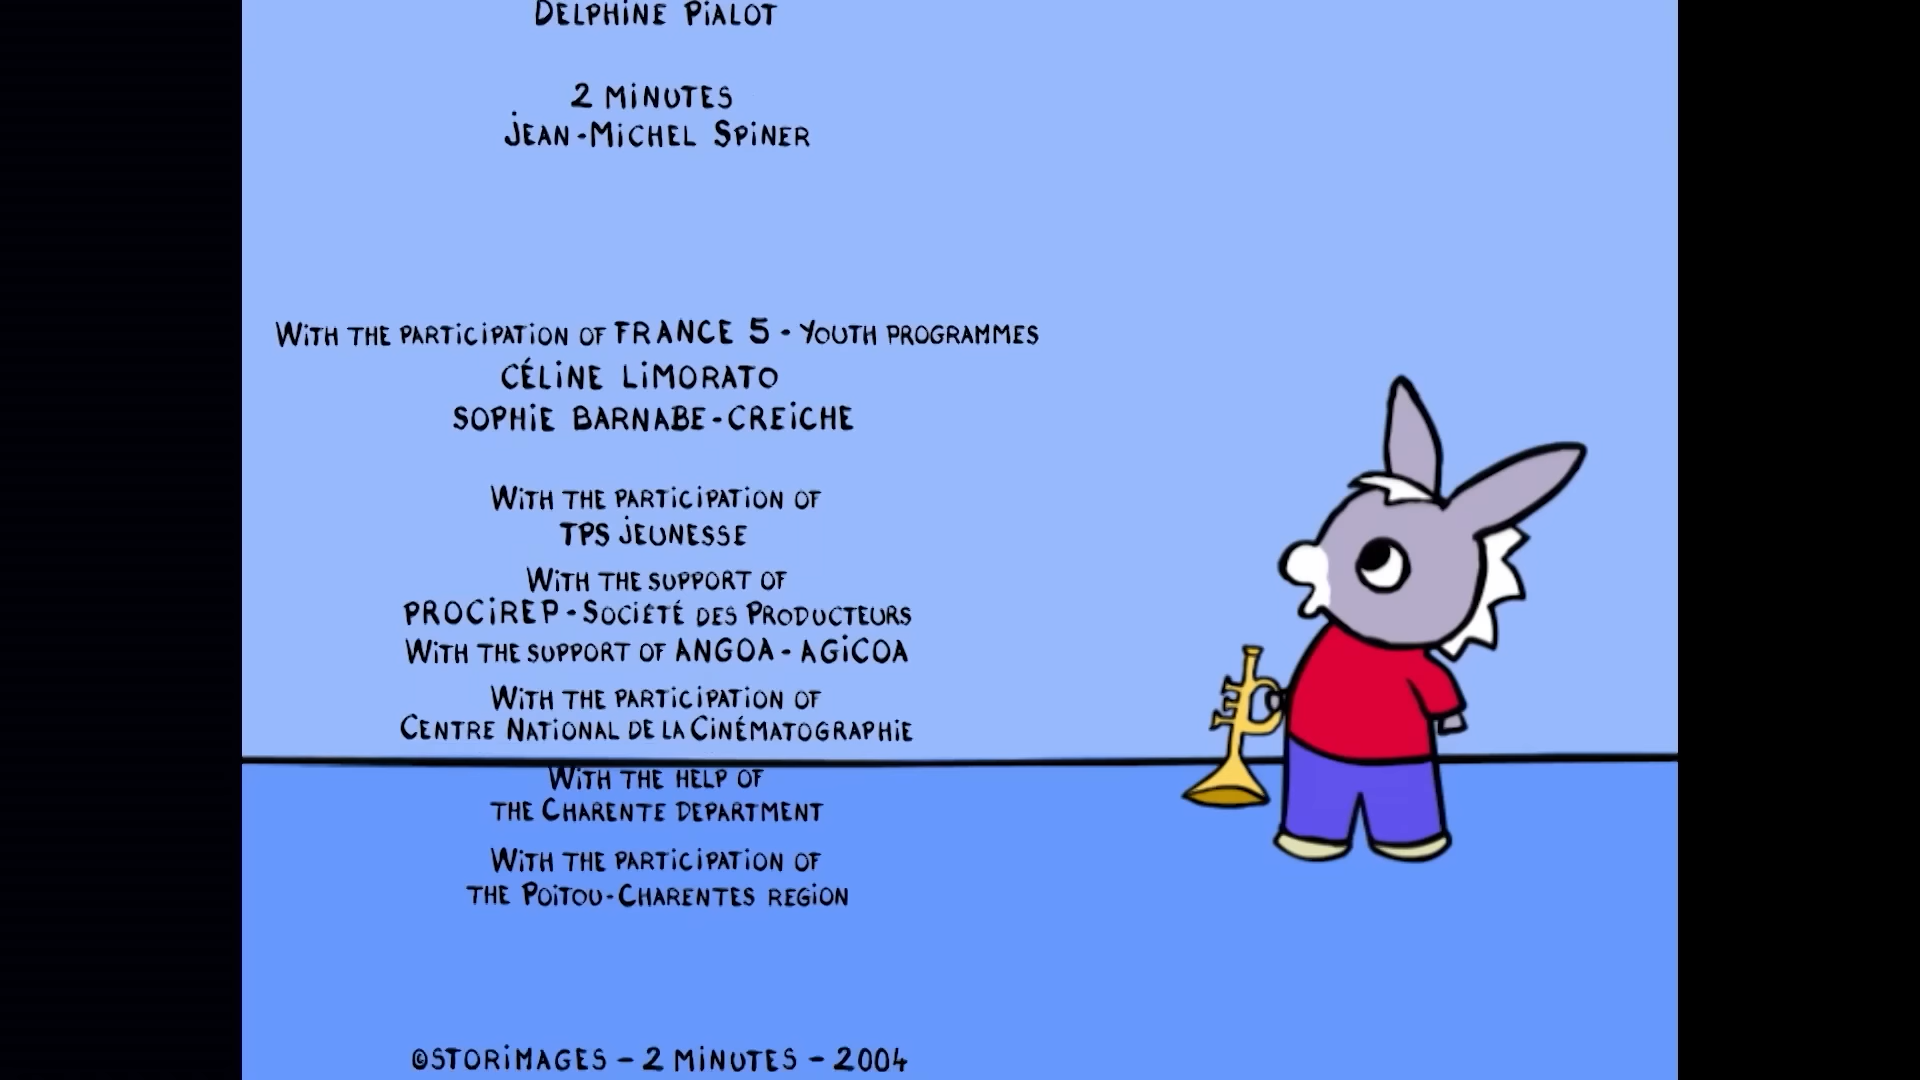 DELPHiNE PiALOT
2 MiNUTES
jEAN-MiCHEL SPiNER
WiTH THE PARTiCiPATiON OF FRANCE 5 - YOUTH PROGRAMMES
CÉLiNE LiMORATO
SOPHiE BARNABE-CREiCHE
WiTH THE PARTiCiPATiON OF
TPS jEUNESSE
WiTH THE SUPPORT OF
PROCiREP-SOCiÉTÉ DES PRODUCTEURS
WiTH THE SUPPORT OF ANGOA - AGiCOA
WiTH THE PARTiCiPATiON OF
CENTRE NATiONAL DE LA CiNÉMATOGRAPHiE
WiTH THE HELP OF
THE CHARENTE DEPARTMENT
WiTH THE PARTiCiPATiON OF
THE POiTOU-CHARENTES REGiON
©STORiMAGES – 2 MiNUTES – 2004